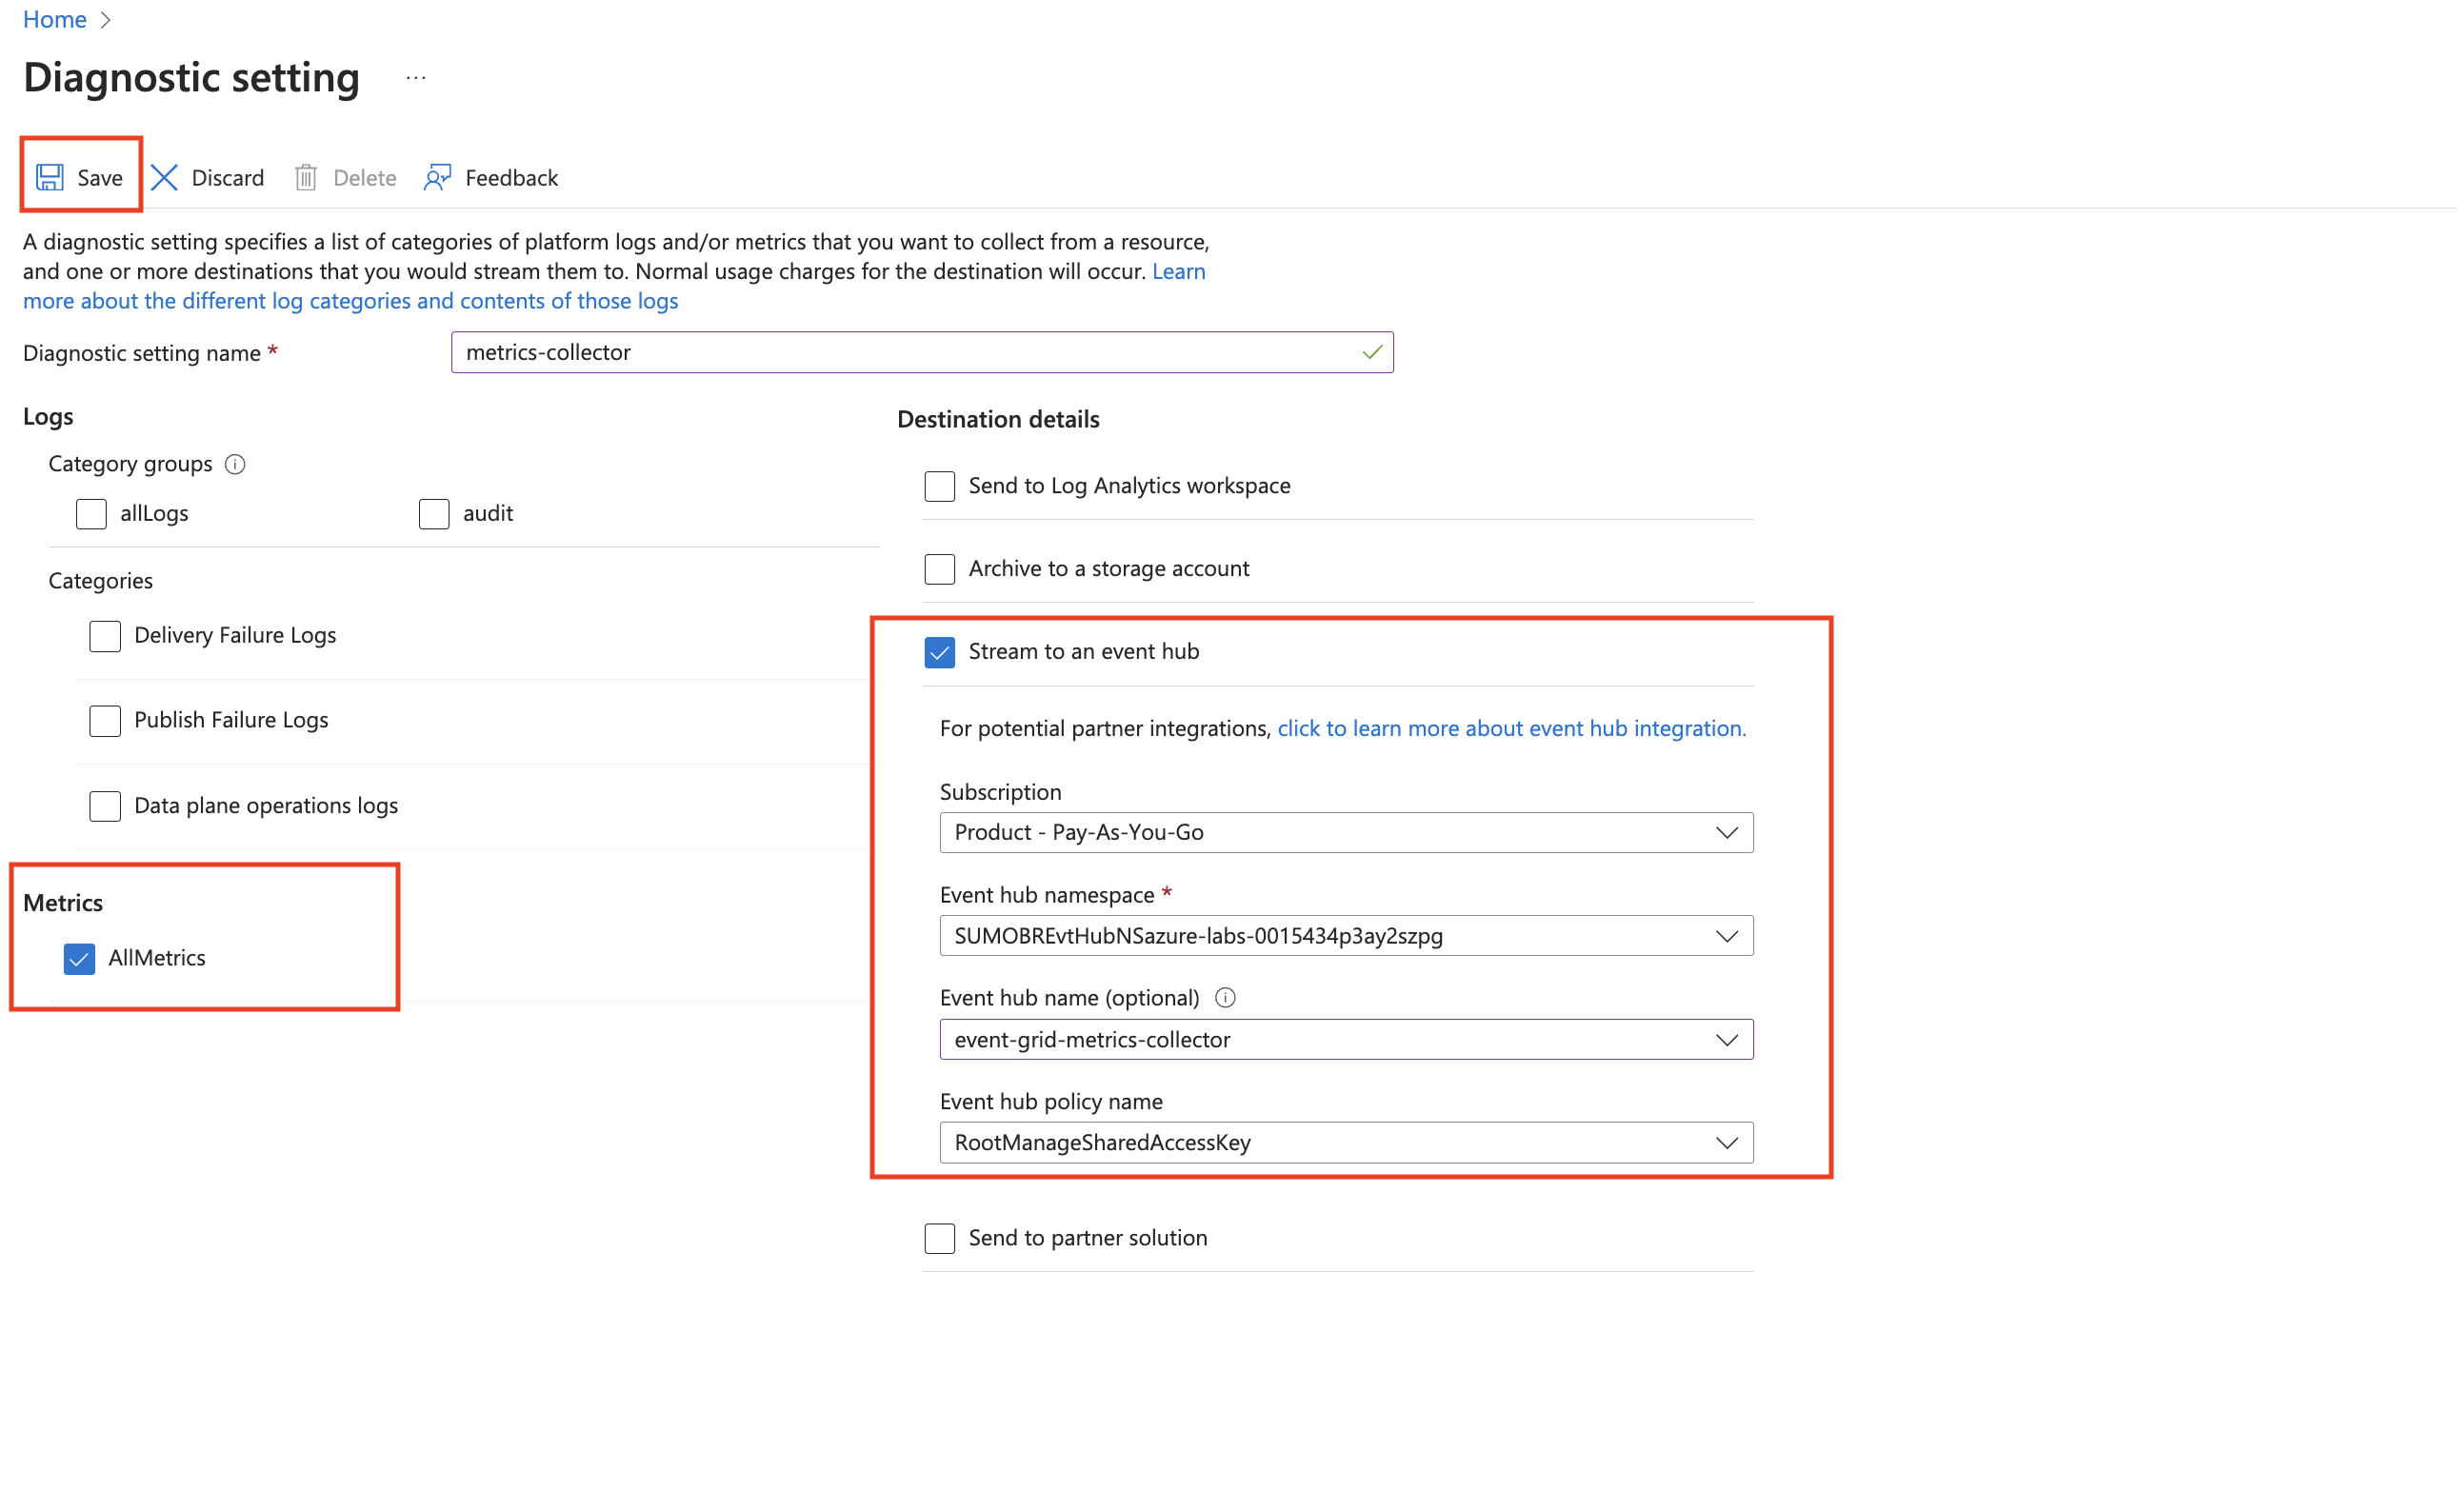 Home
Diagnostic setting ...
Save Discard Delete Feedback
A diagnostic setting specifies a list of categories of platform logs and/or metrics that you want to collect from a resource,
and one or more destinations that you would stream them to. Normal usage charges for the destination will occur. Learn
more about the different log categories and contents of those logs
Diagnostic setting name * metrics-collector
Logs
Category groups
allLogs audit
Categories
Delivery Failure Logs
Publish Failure Logs
Data plane operations logs
Metrics
AllMetrics
Destination details
Send to Log Analytics workspace
Archive to a storage account
Stream to an event hub
For potential partner integrations, click to learn more about event hub integration.
Subscription
Product - Pay-As-You-Go
Event hub namespace *
SUMOBREvtHubNSazure-labs-0015434p3ay2szpg
Event hub name (optional)
event-grid-metrics-collector
Event hub policy name
RootManageSharedAccessKey
Send to partner solution